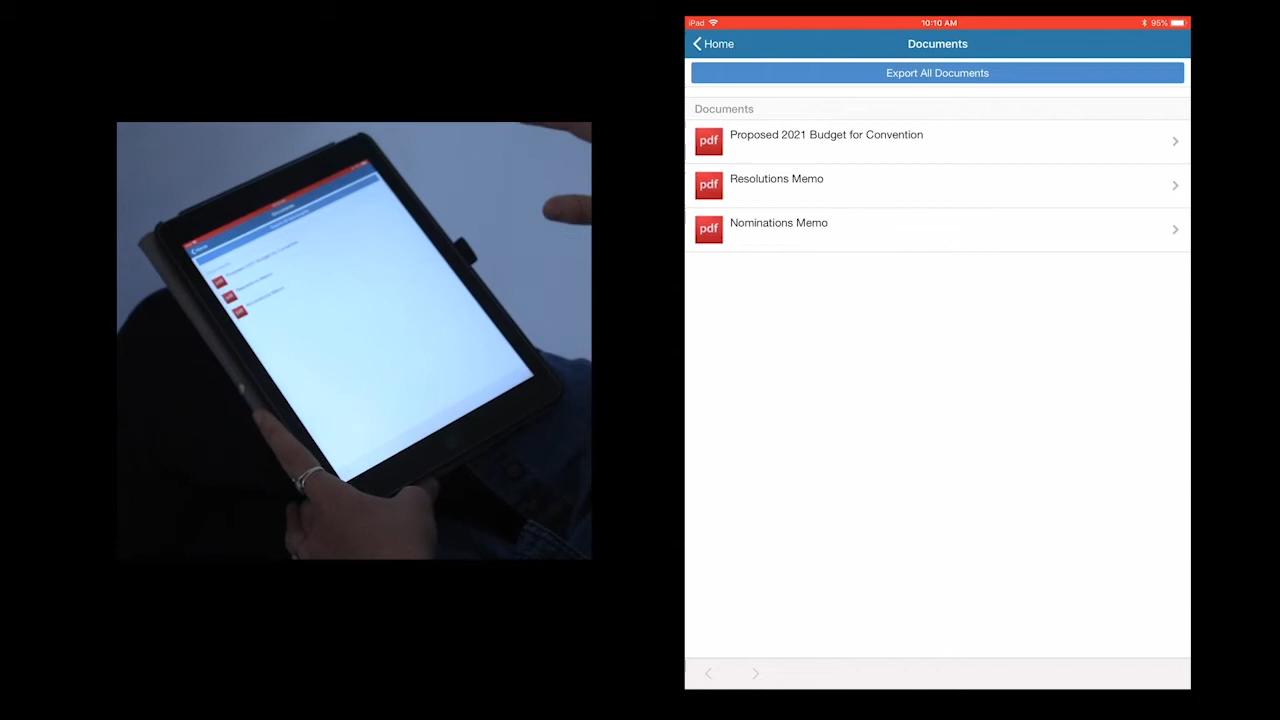 iPad 10:10 AM 95%
Home Documents
Export All Documents
Documents
pdf Proposed 2021 Budget for Convention
pdf Resolutions Memo
pdf Nominations Memo